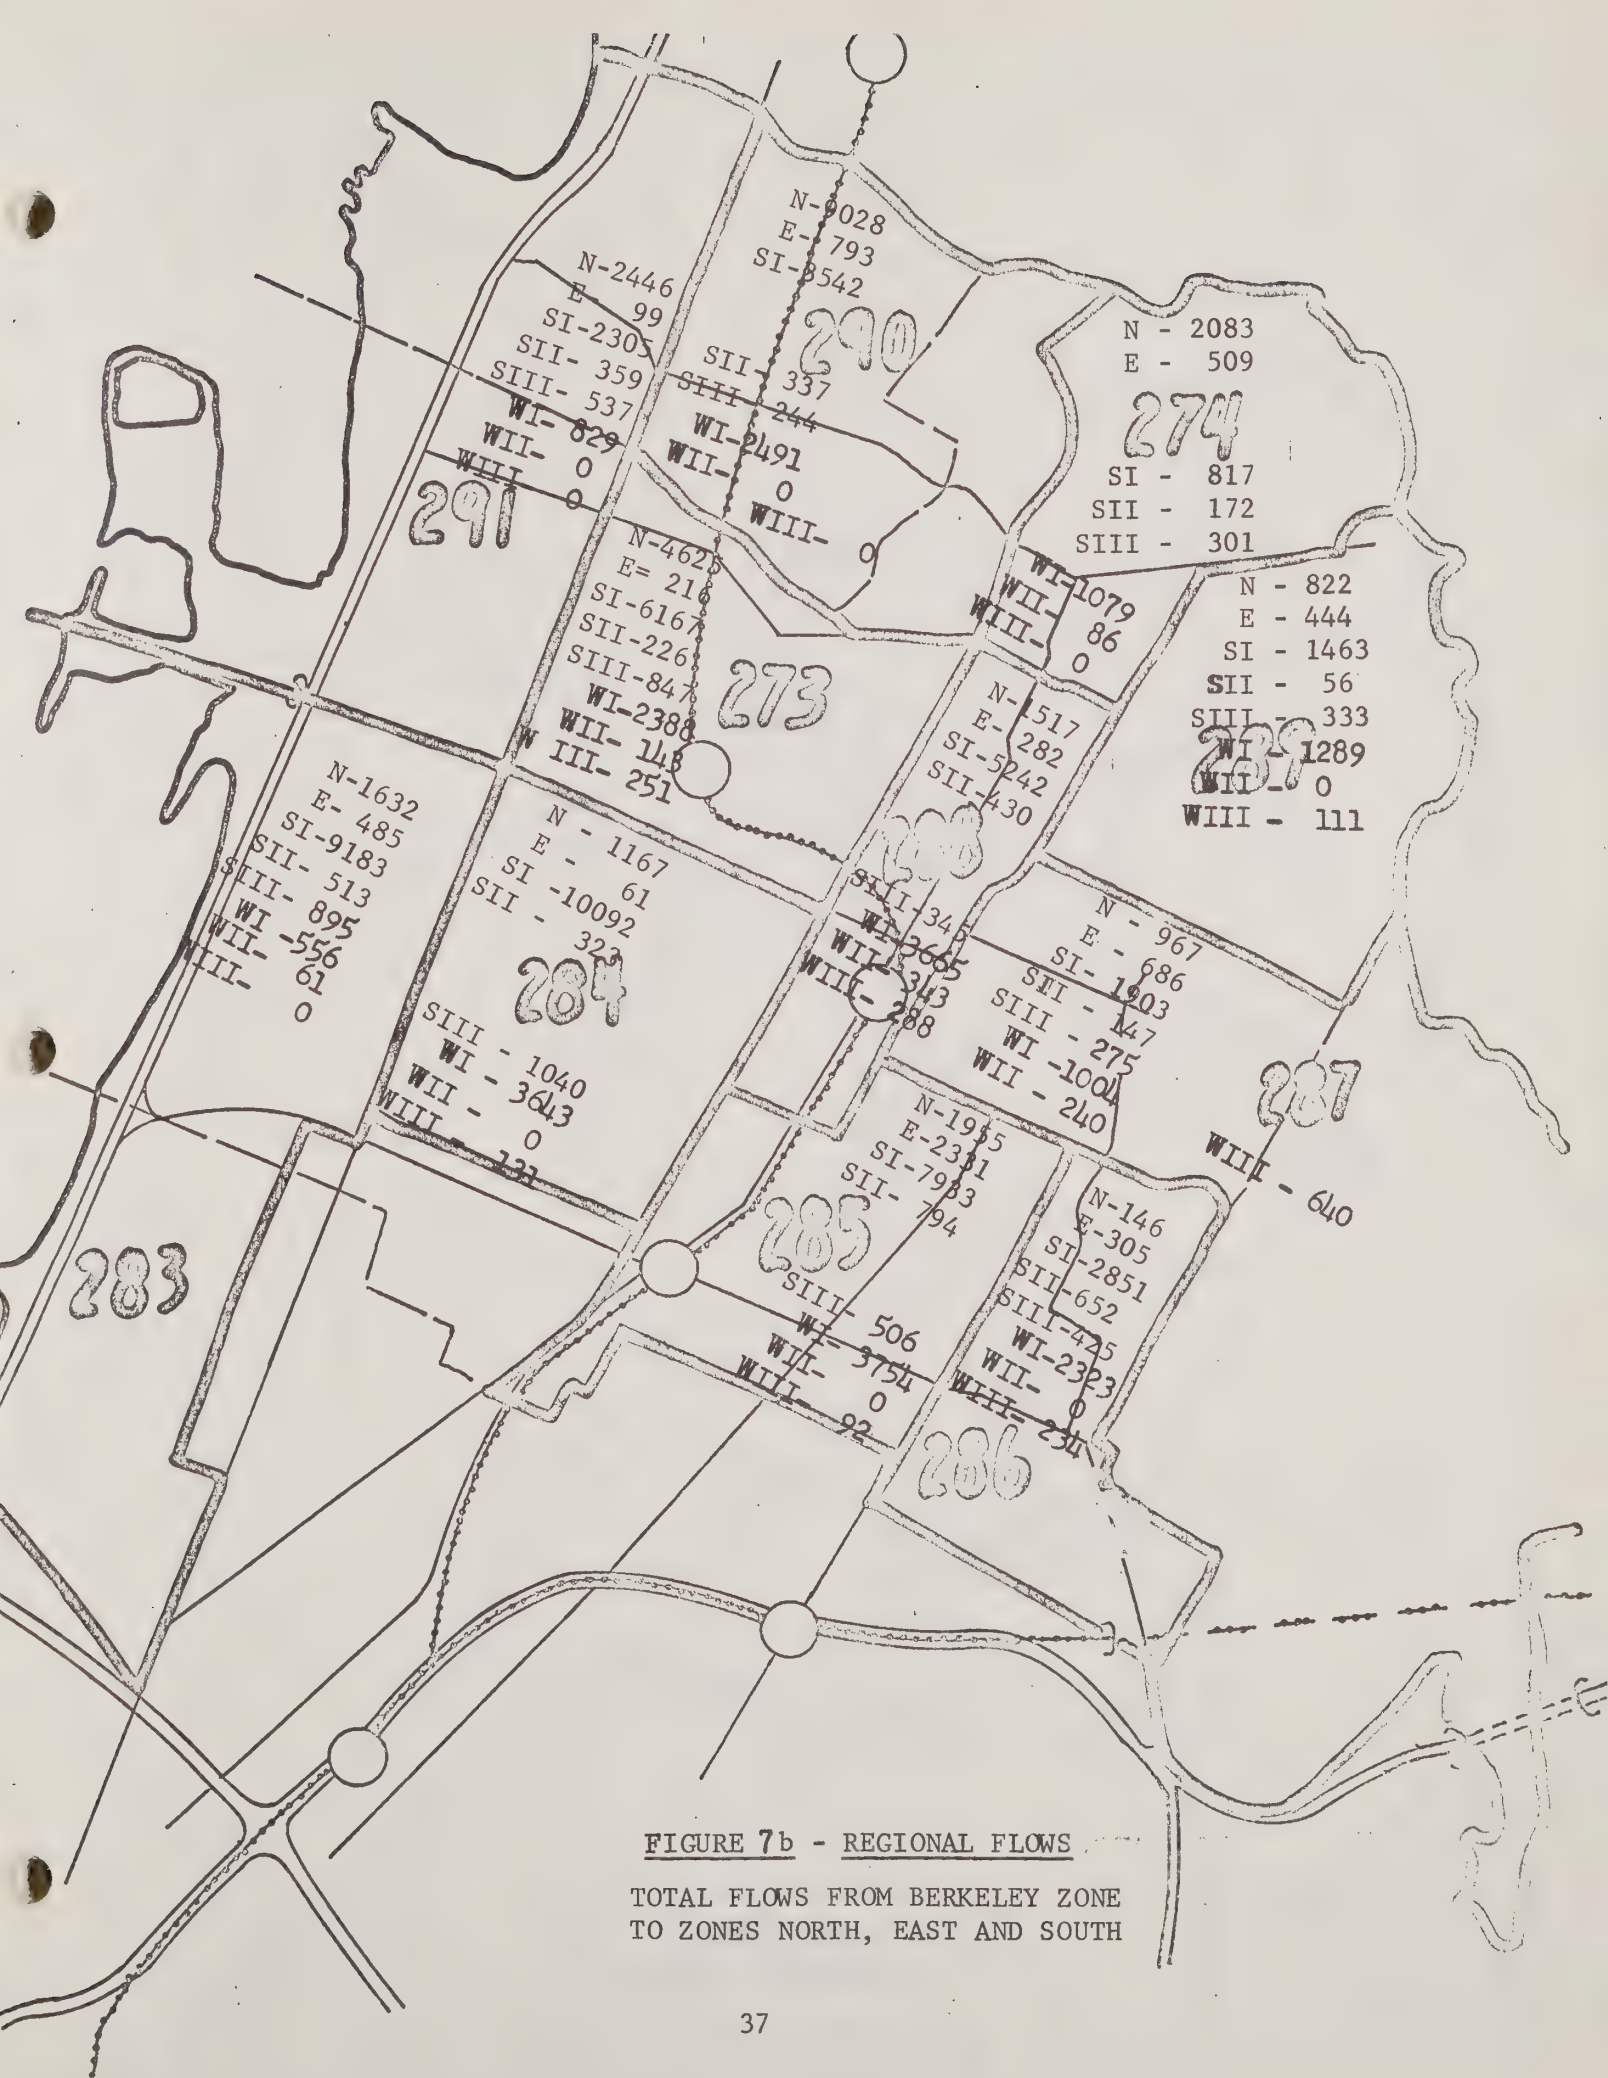 N-9028
E- 793
SI-3542
290
SII- 337
SIII- 244
WI-2491
WII- 0
WIII- 0
N-2446
E- 99
SI-2305
SII- 359
SIII- 537
WI- 829
WII- 0
WIII 0
291
N - 2083
E - 509
274
SI - 817
SII - 172
SIII - 301
WI-1079
WII- 86
WIII- 0
N-4625
E= 216
SI-6167
SII-226
SIII-847
WI-2388
WII- 143
W III- 251
273
N - 822
E - 444
SI - 1463
SII - 56
SIII - 333
WI - 1289
WII - 0
WIII - 111
N-1517
E- 282
SI-5242
SII-430
SIII-345
WI-3665
WII-343
WIII- 288
N-1632
E- 485
SI-9183
SII- 513
SIII- 895
WI -556
WII- 61
WIII- 0
283
N - 1167
E - 61
SI -10092
SII - 323
284
SIII - 1040
WI - 3643
WII - 0
WIII - 131
N - 967
E - 686
SI- 1903
SII - 147
SIII - 275
WI -1004
WII - 240
287
WIII - 640
N-1955
E-2331
SI-7933
SII- 794
285
SIII- 506
WI- 3754
WII- 0
WIII- 92
N-146
E-305
SI-2851
SII-652
SIII-425
WI-2323
WII- 0
WIII- 234
286
FIGURE 7b - REGIONAL FLOWS
TOTAL FLOWS FROM BERKELEY ZONE
TO ZONES NORTH, EAST AND SOUTH
37